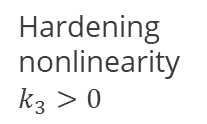 Hardening
nonlinearity
k₃ > 0